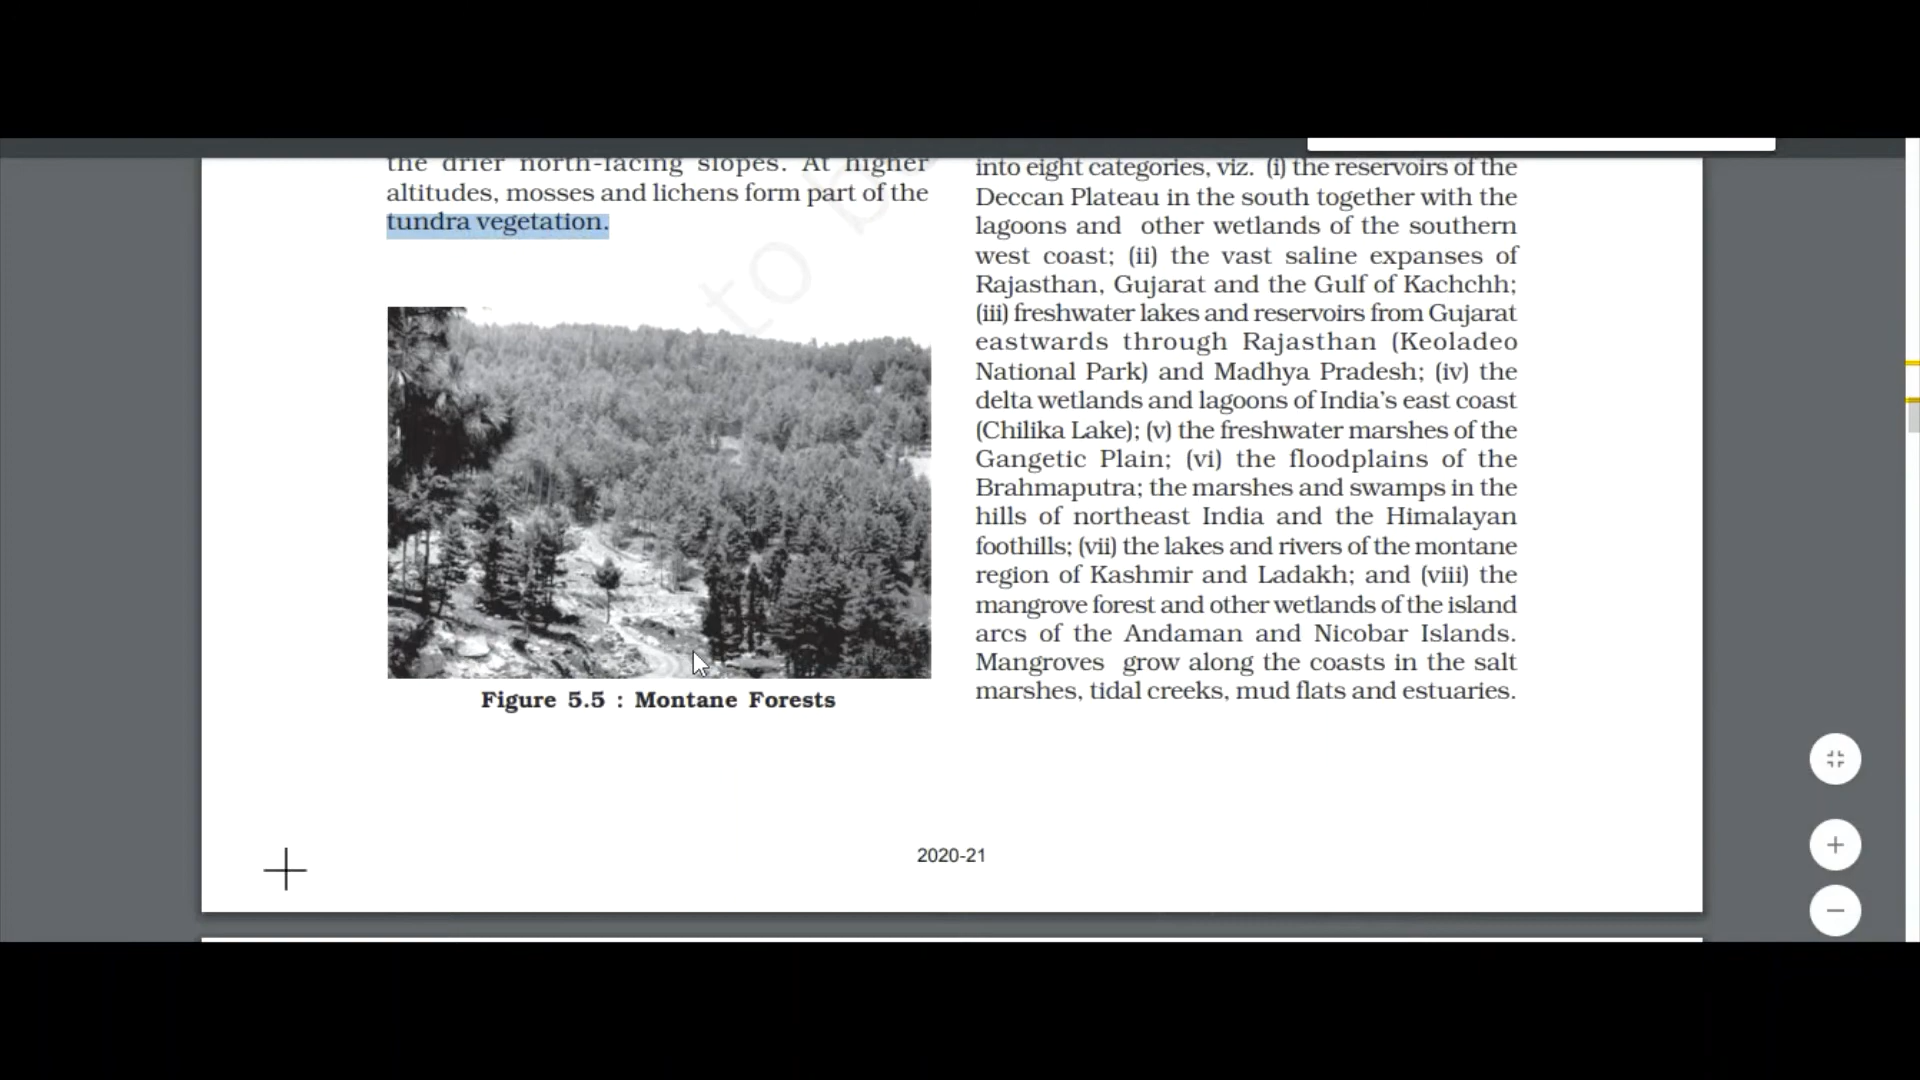 the drier north-facing slopes. At higher
altitudes, mosses and lichens form part of the
tundra vegetation.
Figure 5.5 : Montane Forests
into eight categories, viz. (i) the reservoirs of the
Deccan Plateau in the south together with the
lagoons and other wetlands of the southern
west coast; (ii) the vast saline expanses of
Rajasthan, Gujarat and the Gulf of Kachchh;
(iii) freshwater lakes and reservoirs from Gujarat
eastwards through Rajasthan (Keoladeo
National Park) and Madhya Pradesh; (iv) the
delta wetlands and lagoons of India's east coast
(Chilika Lake); (v) the freshwater marshes of the
Gangetic Plain; (vi) the floodplains of the
Brahmaputra; the marshes and swamps in the
hills of northeast India and the Himalayan
foothills; (vii) the lakes and rivers of the montane
region of Kashmir and Ladakh; and (viii) the
mangrove forest and other wetlands of the island
arcs of the Andaman and Nicobar Islands.
Mangroves grow along the coasts in the salt
marshes, tidal creeks, mud flats and estuaries.
to b
2020-21